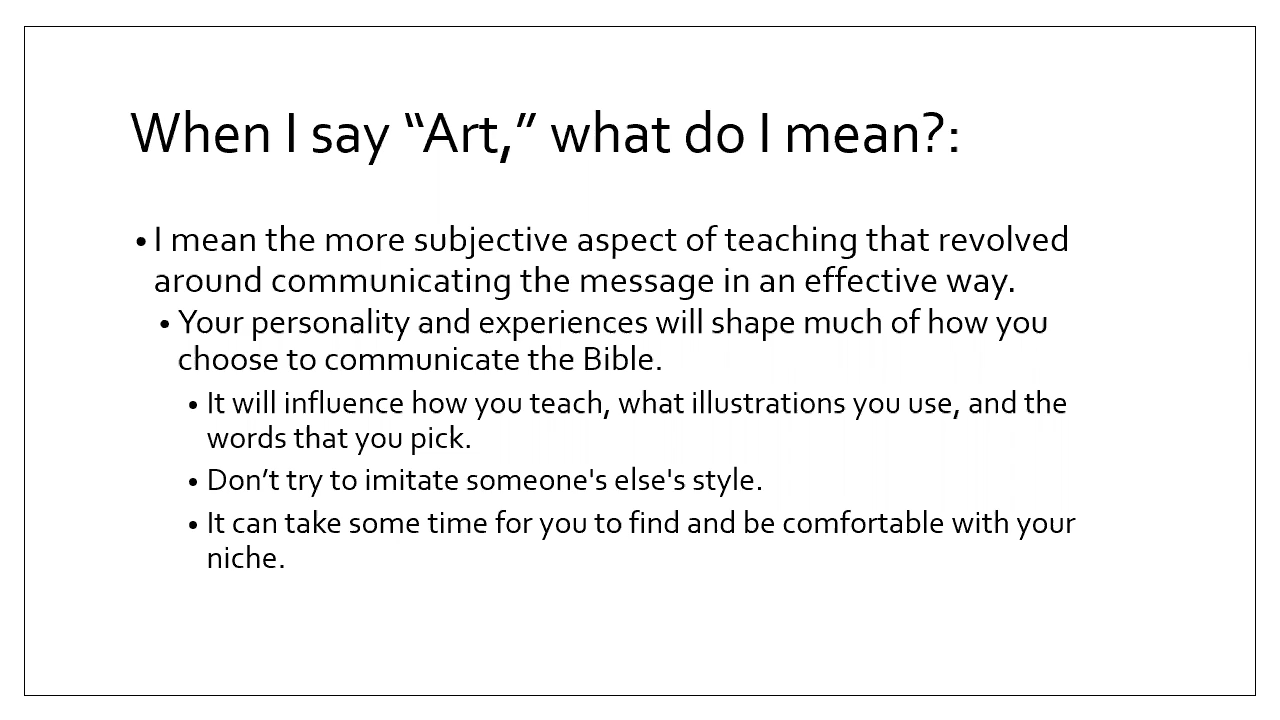 When I say “Art,” what do I mean?:
• I mean the more subjective aspect of teaching that revolved
around communicating the message in an effective way.
• Your personality and experiences will shape much of how you
choose to communicate the Bible.
• It will influence how you teach, what illustrations you use, and the
words that you pick.
• Don’t try to imitate someone's else's style.
• It can take some time for you to find and be comfortable with your
niche.